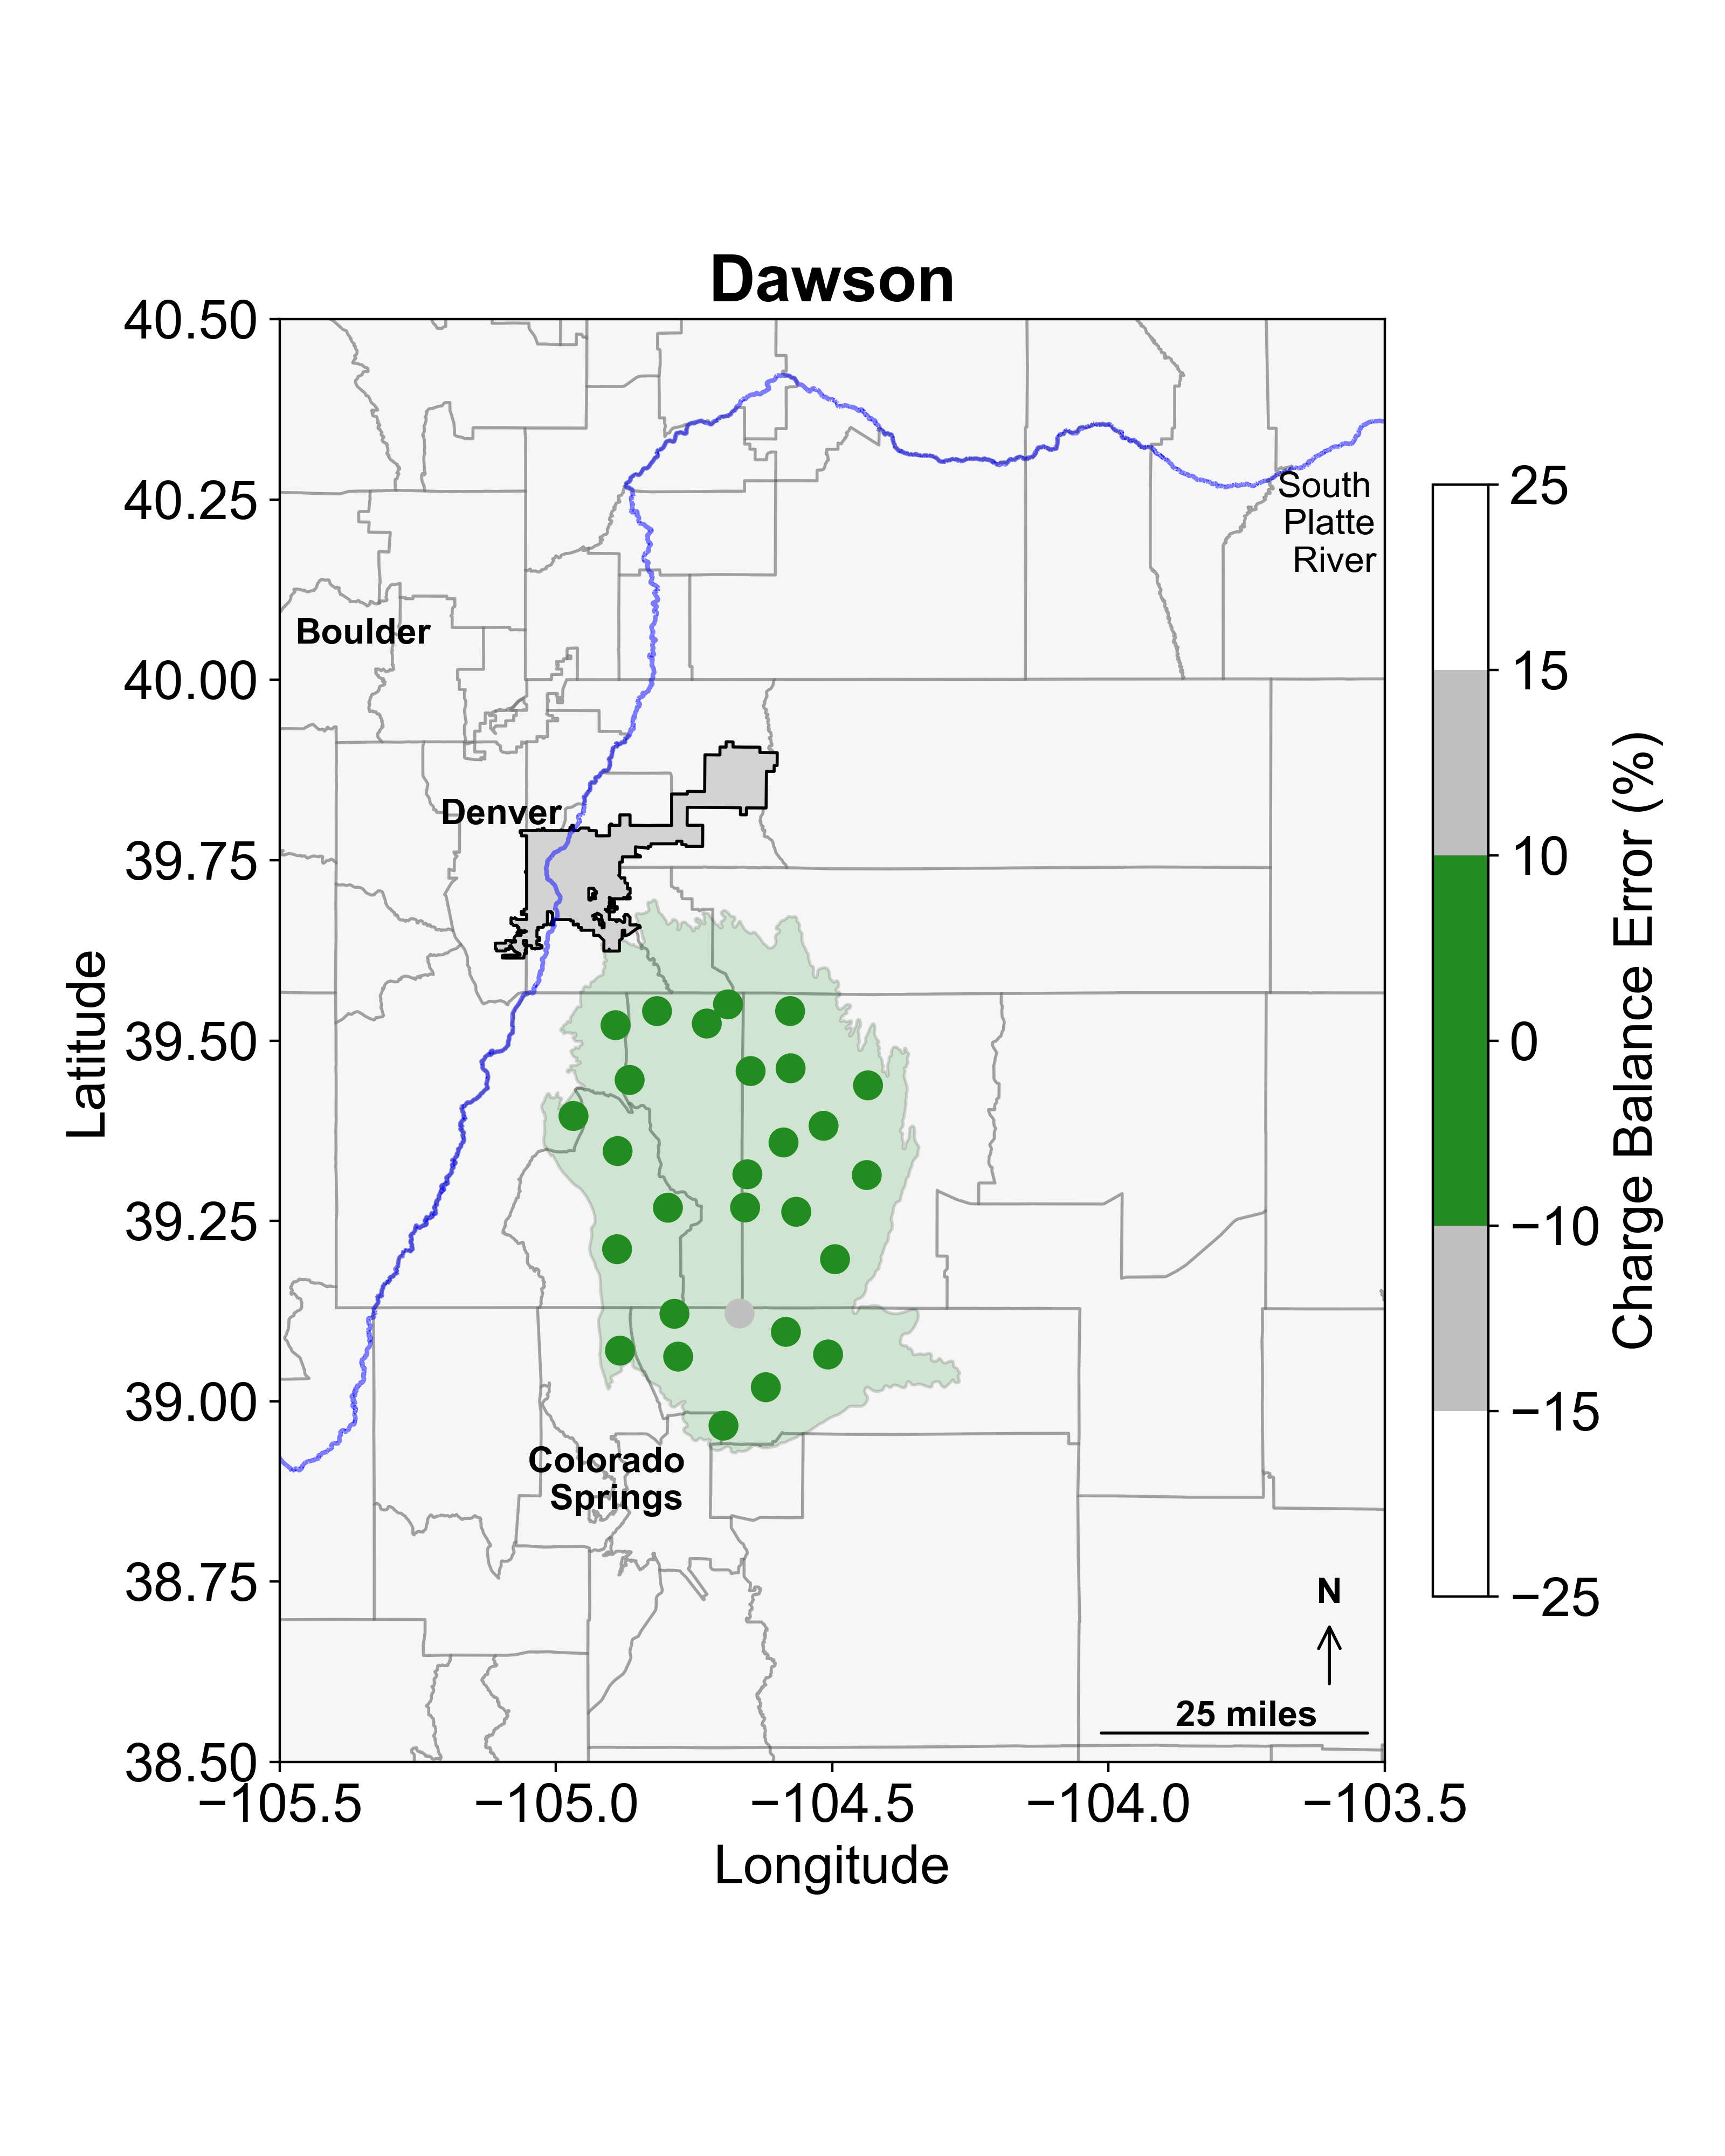 Dawson
40.50
40.25
40.00
39.75
39.50
39.25
39.00
38.75
38.50
Latitude
−105.5
−105.0
−104.5
−104.0
−103.5
Longitude
South
Platte
River
Boulder
Denver
Colorado
Springs
N
25 miles
25
15
10
0
−10
−15
−25
Charge Balance Error (%)